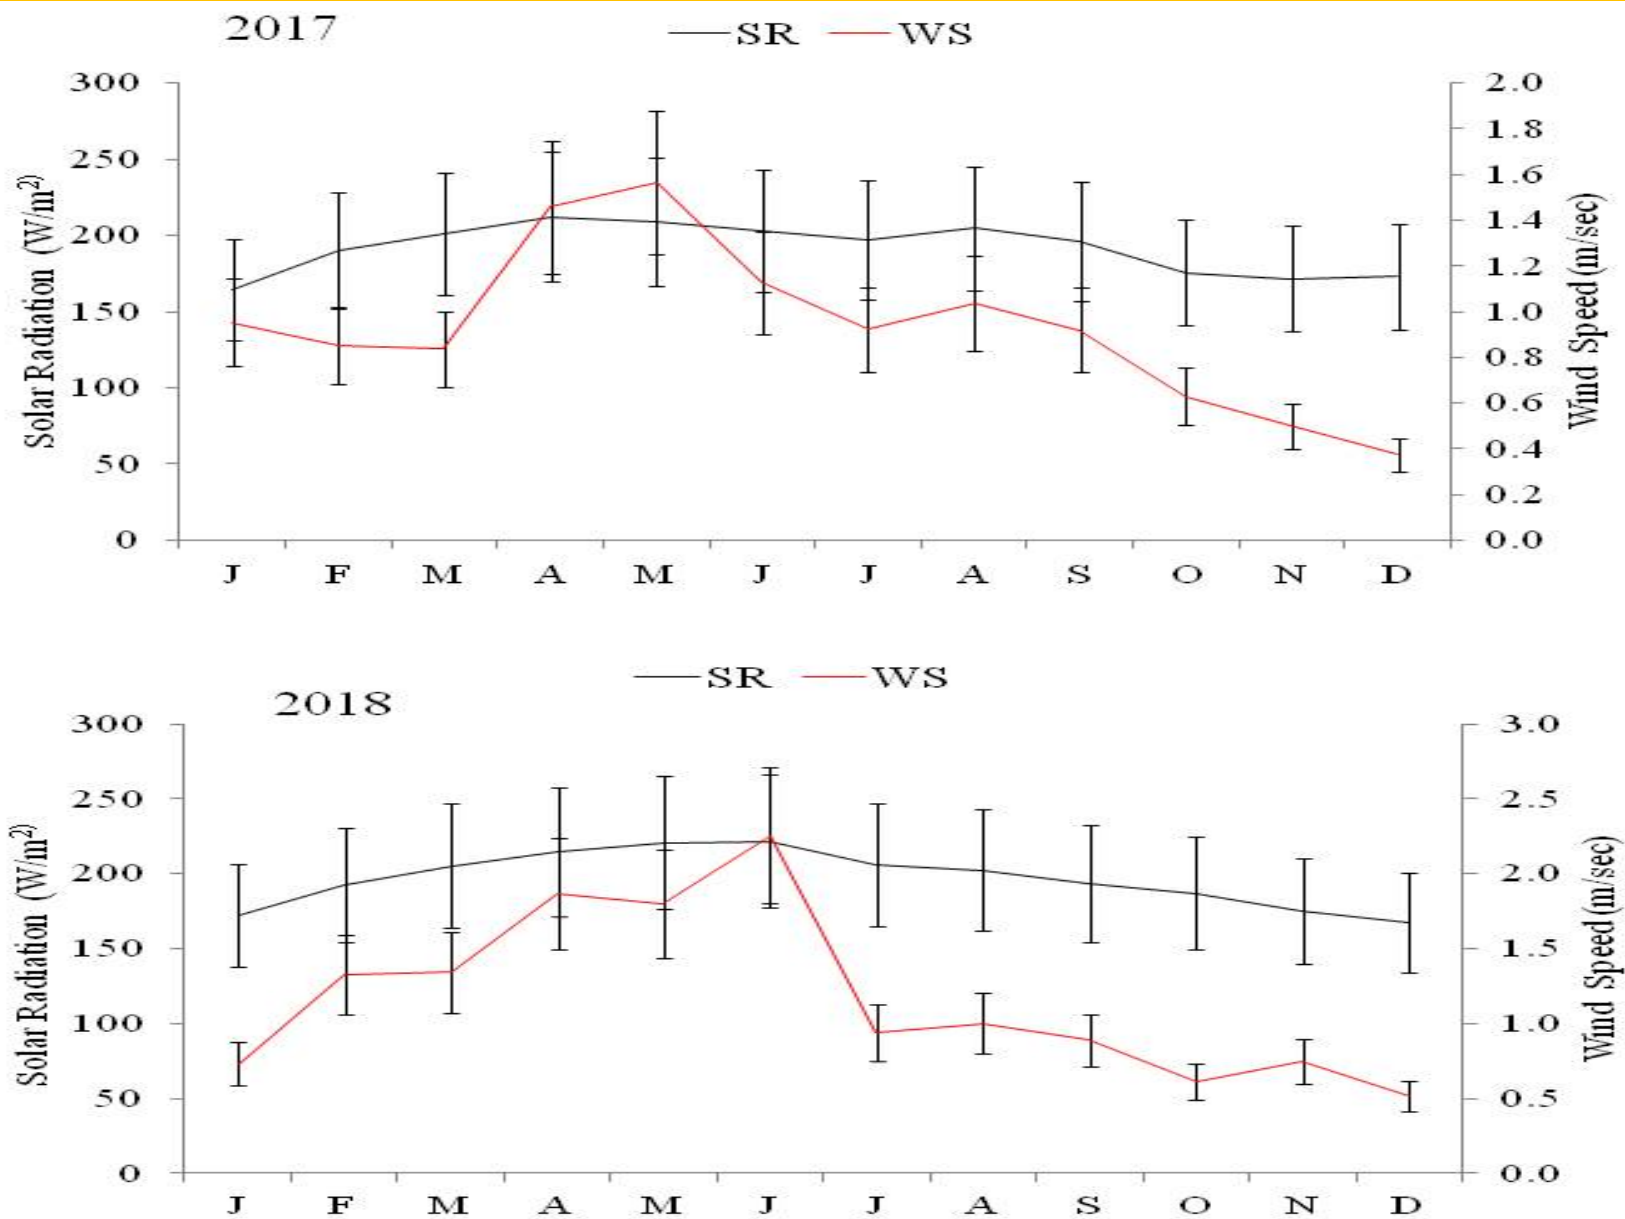 2017
SR WS
300 2.0
1.8
250
1.6
200 1.4
1.2
150 1.0
0.8
100
0.6
50 0.4
0.2
0 0.0
Solar Radiation (W/m²)
Wind Speed (m/sec)
J F M A M J J A S O N D
SR WS
2018
300 3.0
250 2.5
200 2.0
150 1.5
100 1.0
50 0.5
0 0.0
Solar Radiation (W/m²)
Wind Speed (m/sec)
J F M A M J J A S O N D